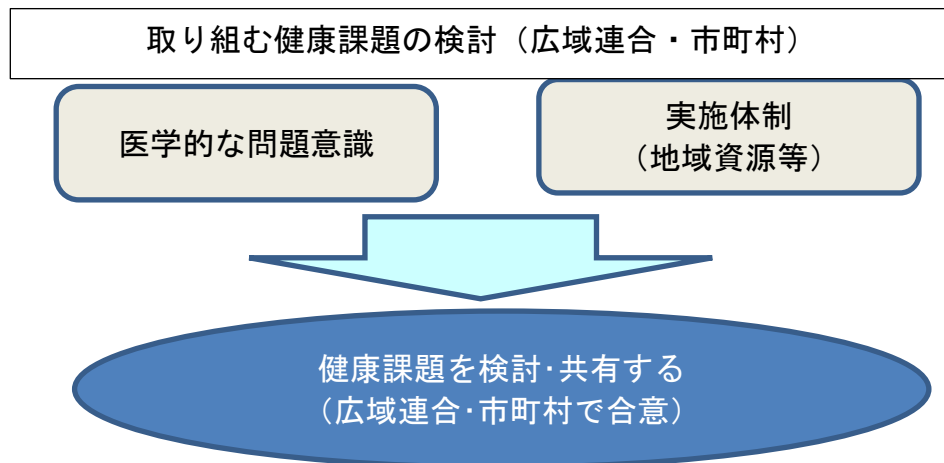 取り組む健康課題の検討（広域連合・市町村）
医学的な問題意識
実施体制
（地域資源等）
健康課題を検討･共有する
（広域連合･市町村で合意）